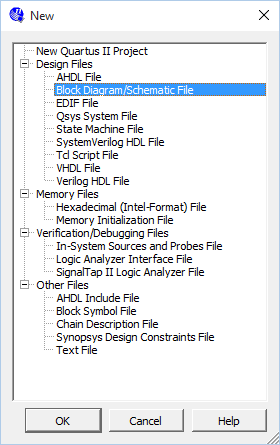 New
New Quartus II Project
Design Files
AHDL File
Block Diagram/Schematic File
EDIF File
Qsys System File
State Machine File
SystemVerilog HDL File
Tcl Script File
VHDL File
Verilog HDL File
Memory Files
Hexadecimal (Intel-Format) File
Memory Initialization File
Verification/Debugging Files
In-System Sources and Probes File
Logic Analyzer Interface File
SignalTap II Logic Analyzer File
Other Files
AHDL Include File
Block Symbol File
Chain Description File
Synopsys Design Constraints File
Text File
OK Cancel Help